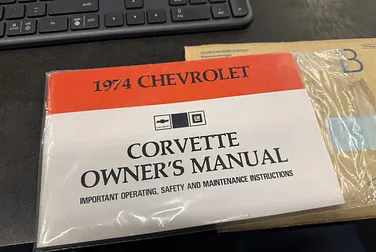 1974 CHEVROLET
CORVETTE
OWNER'S MANUAL
IMPORTANT OPERATING, SAFETY AND MAINTENANCE INSTRUCTIONS
B